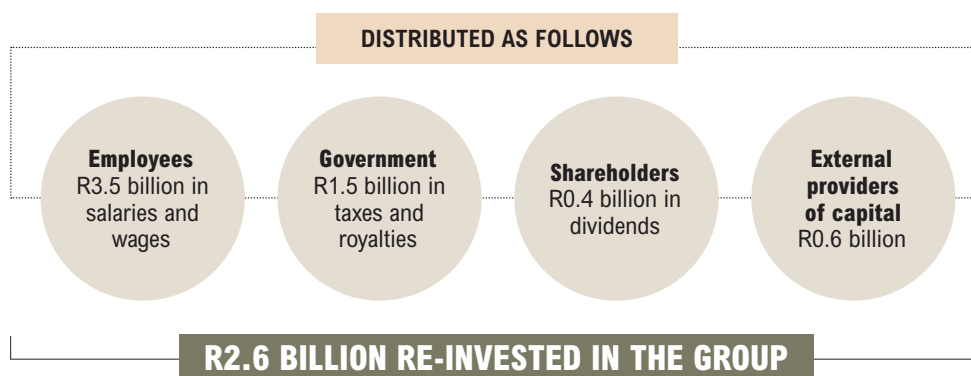 DISTRIBUTED AS FOLLOWS
Employees
R3.5 billion in
salaries and
wages
Government
R1.5 billion in
taxes and
royalties
Shareholders
R0.4 billion in
dividends
External
providers
of capital
R0.6 billion
R2.6 BILLION RE-INVESTED IN THE GROUP